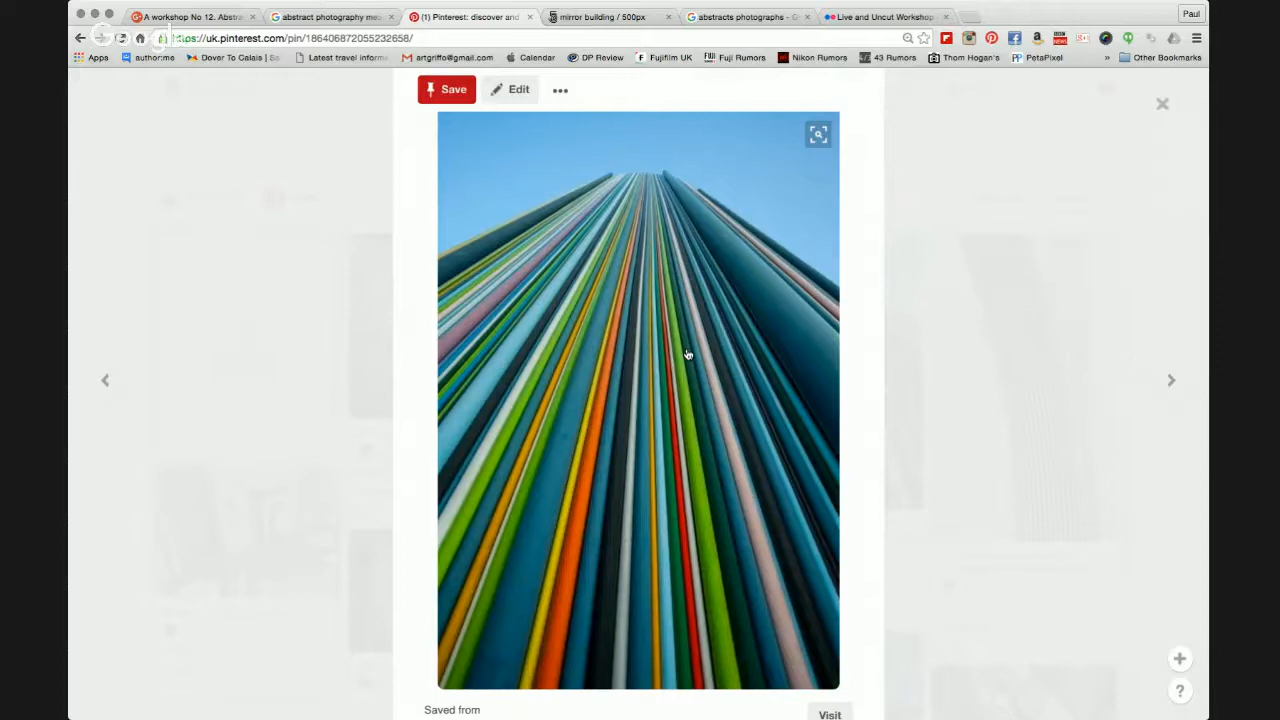 A workshop No 12. Abstra
abstract photography mea
(1) Pinterest: discover and
mirror building / 500px
abstracts photographs - G
Live and Uncut Workshop
Paul
https://uk.pinterest.com/pin/186406872055232658/
Apps
author:me
Dover To Calais | Sa
Latest travel inform
artgriffo@gmail.com
Calendar
DP Review
Fujifilm UK
Fuji Rumors
Nikon Rumors
43 Rumors
Thom Hogan's
PetaPixel
»
Other Bookmarks
Save
Edit
Saved from
Visit